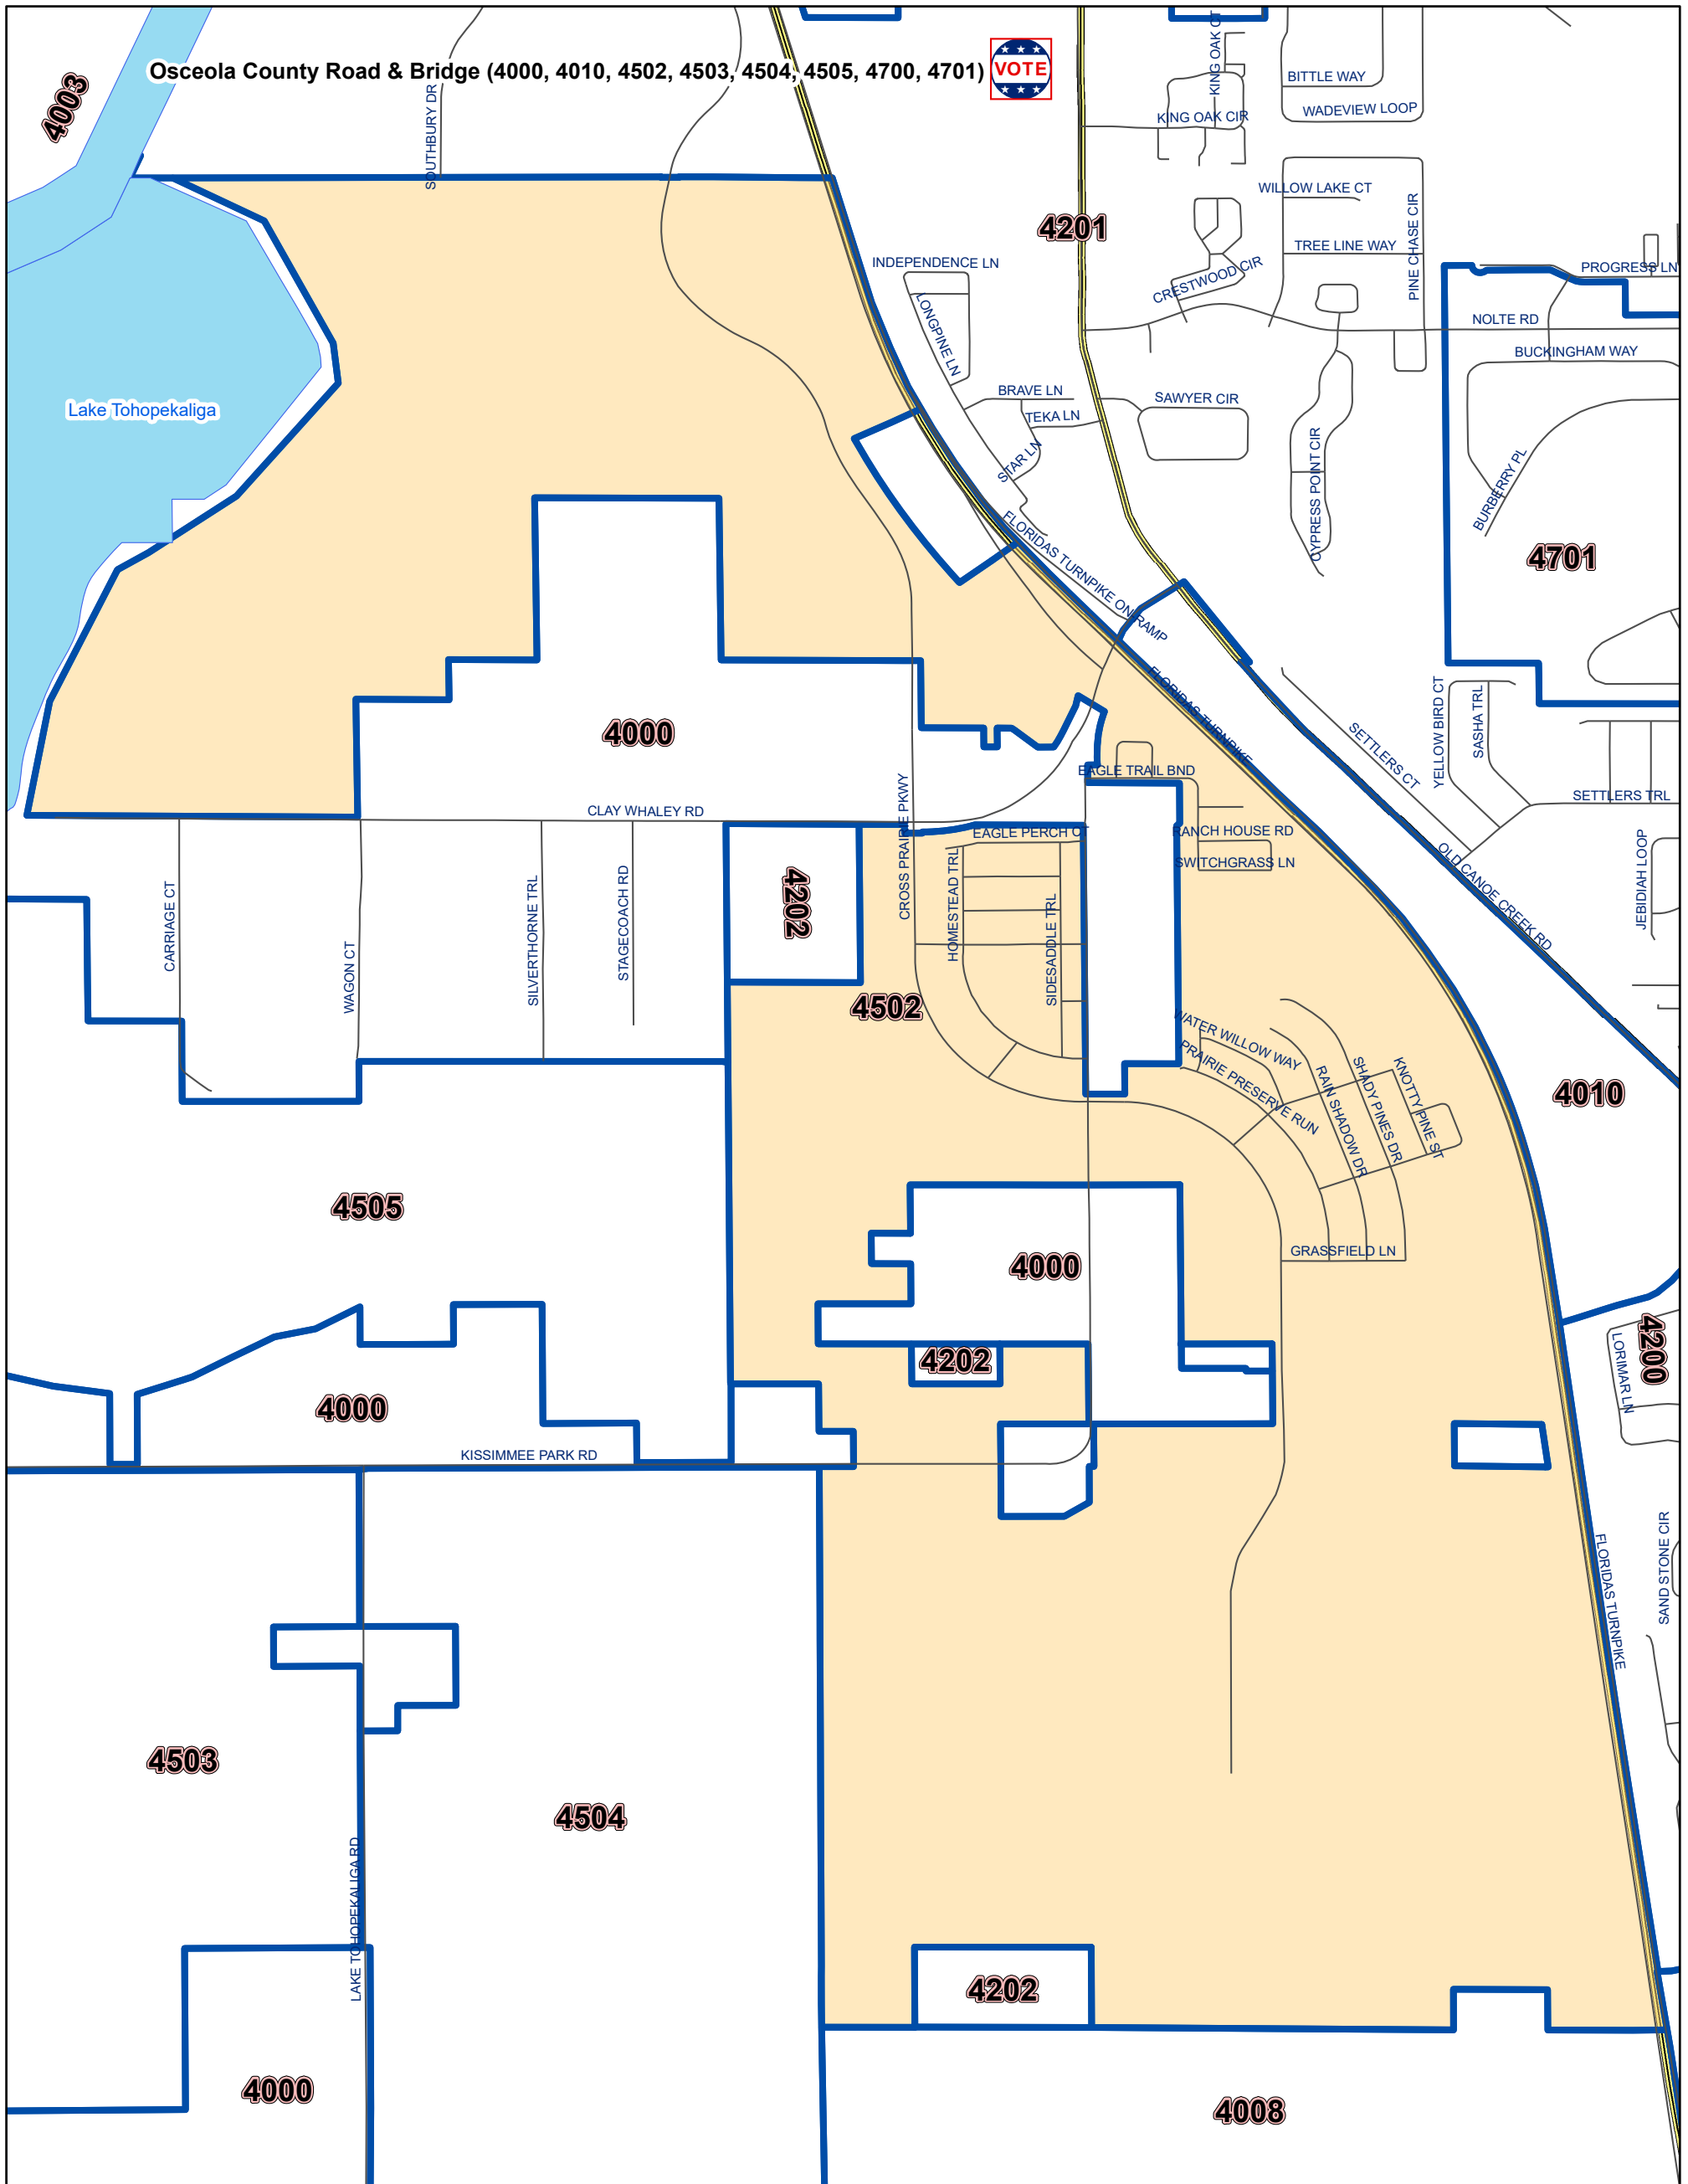 4003
Osceola County Road & Bridge (4000, 4010, 4502, 4503, 4504, 4505, 4700, 4701)
VOTE
SOUTHBURY DR
KING OAK CT
BITTLE WAY
WADEVIEW LOOP
KING OAK CIR
WILLOW LAKE CT
4201
TREE LINE WAY
PINE CHASE CIR
INDEPENDENCE LN
CRESTWOOD CIR
PROGRESS LN
LONGPINE LN
NOLTE RD
BUCKINGHAM WAY
Lake Tohopekaliga
BRAVE LN
TEKA LN
SAWYER CIR
STAR LN
CYPRESS POINT CIR
BURBERRY PL
FLORIDAS TURNPIKE ON RAMP
4701
FLORIDAS TURNPIKE
4000
SETTLERS CT
YELLOW BIRD CT
SASHA TRL
EAGLE TRAIL BND
SETTLERS TRL
CLAY WHALEY RD
CROSS PRAIRIE PKWY
EAGLE PERCH CT
RANCH HOUSE RD
SWITCHGRASS LN
OLD CANOE CREEK RD
JEBIDIAH LOOP
CARRIAGE CT
WAGON CT
SILVERTHORNE TRL
STAGECOACH RD
4202
HOMESTEAD TRL
SIDESADDLE TRL
4502
WATER WILLOW WAY
PRAIRIE PRESERVE RUN
RAIN SHADOW DR
SHADY PINES DR
KNOTTY PINE ST
4010
4505
4000
GRASSFIELD LN
4202
4200
LORIMAR LN
4000
KISSIMMEE PARK RD
SAND STONE CIR
FLORIDAS TURNPIKE
4503
4504
LAKE TOHOPEKALIGA RD
4202
4000
4008